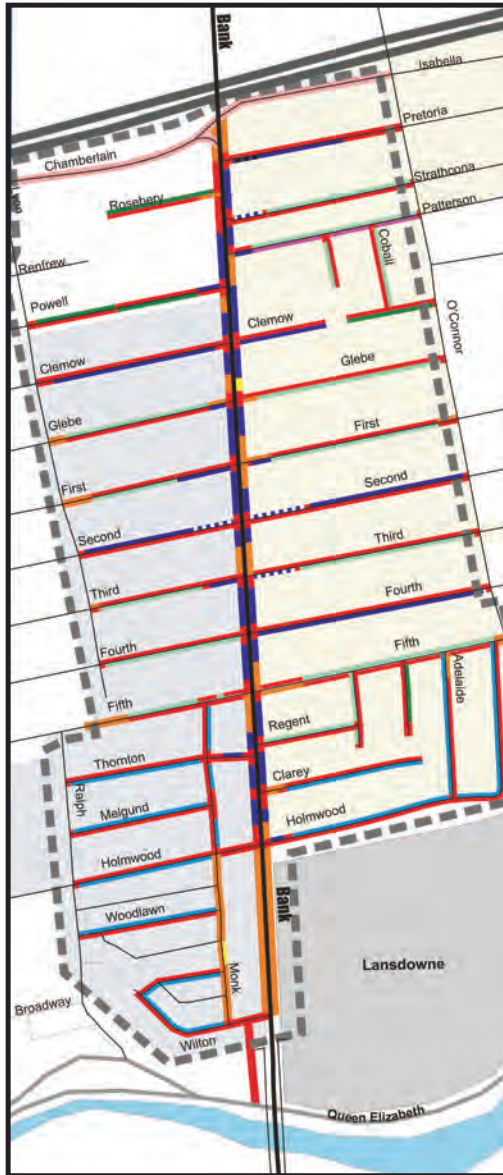 Bank
Isabella
Pretoria
Chamberlain
Strathcona
Rosebery
Patterson
Cobalt
Renfrew
Powell
O'Connor
Clemow
Clemow
Glebe
Glebe
First
First
Second
Second
Third
Third
Fourth
Fourth
Fifth
Fifth
Adelaide
Regent
Thornton
Clarey
Ralph
Melgund
Holmwood
Holmwood
Bank
Woodlawn
Lansdowne
Monk
Broadway
Wilton
Queen Elizabeth